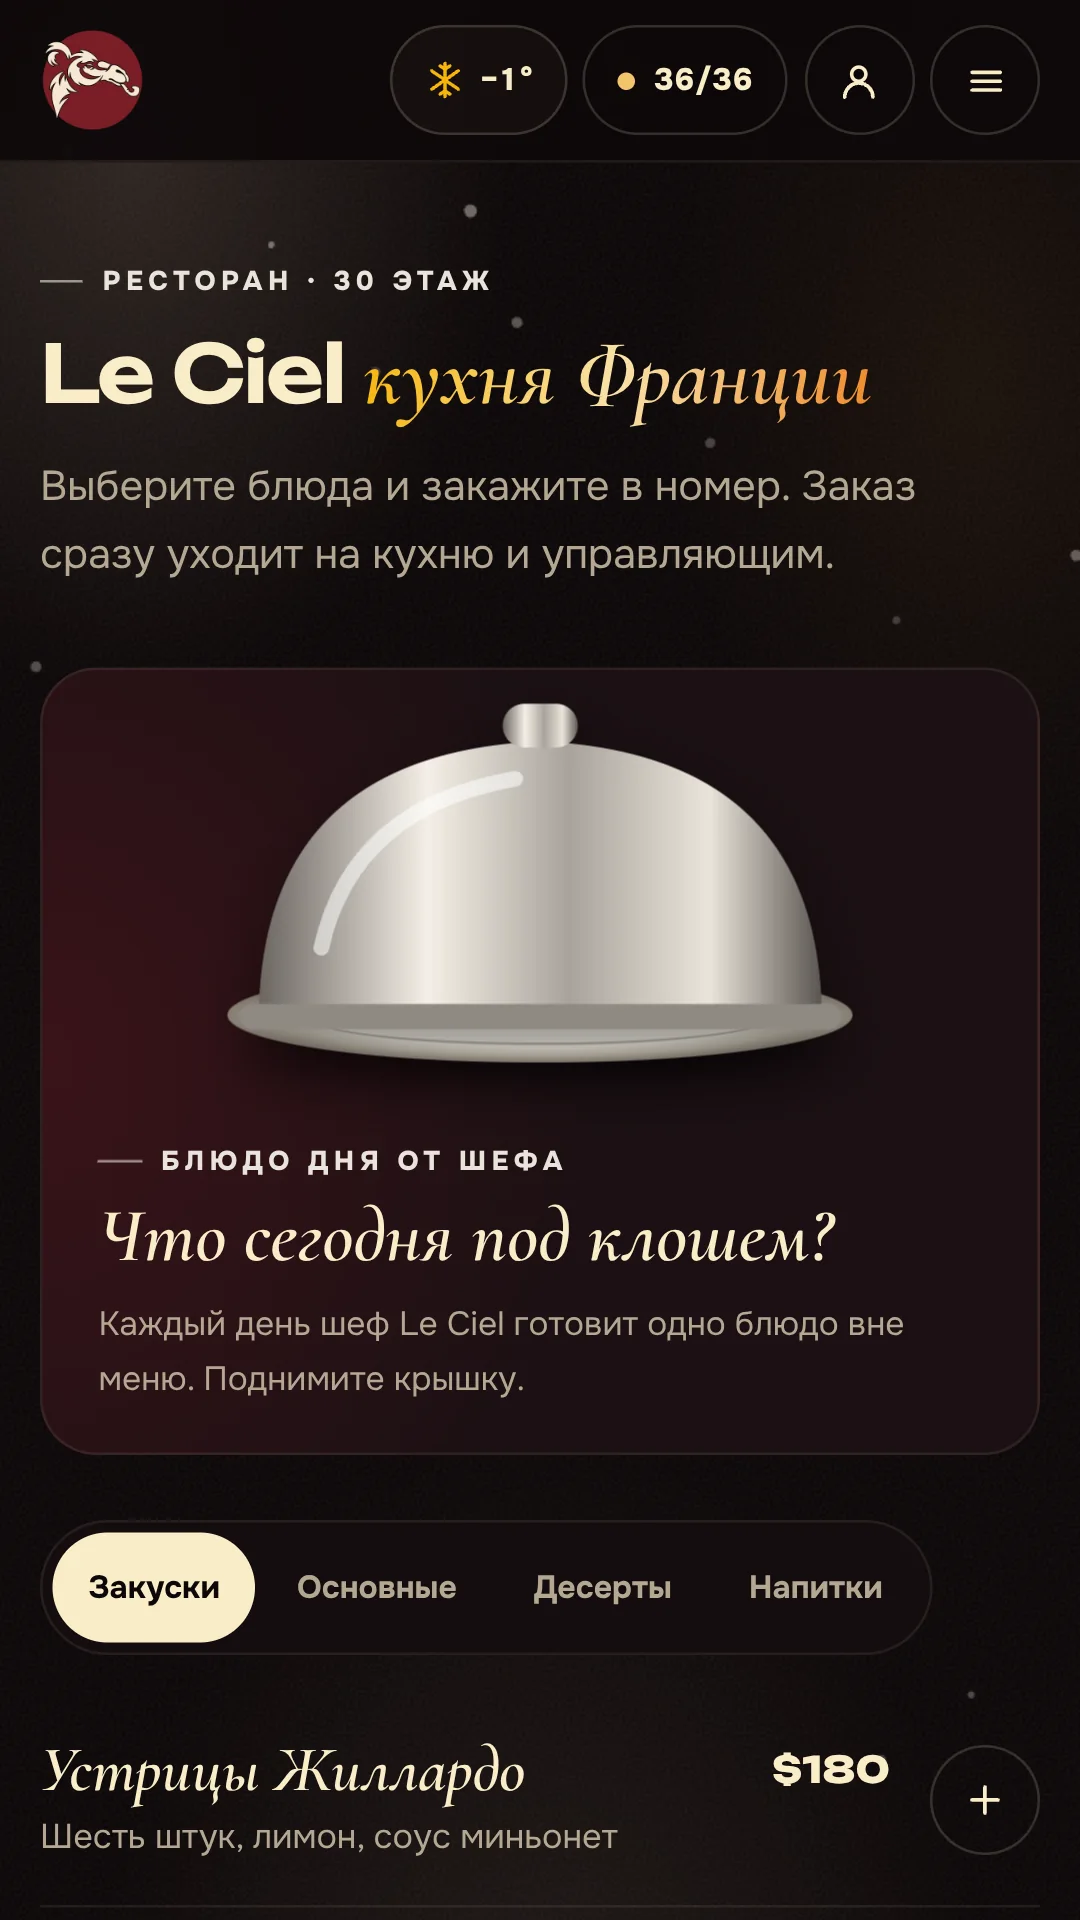 −1°
36/36
РЕСТОРАН · 30 ЭТАЖ
Le Ciel кухня Франции
Выберите блюда и закажите в номер. Заказ
сразу уходит на кухню и управляющим.
БЛЮДО ДНЯ ОТ ШЕФА
Что сегодня под клошем?
Каждый день шеф Le Ciel готовит одно блюдо вне
меню. Поднимите крышку.
Закуски Основные Десерты Напитки
Устрицы Жиллардо $180
Шесть штук, лимон, соус миньонет